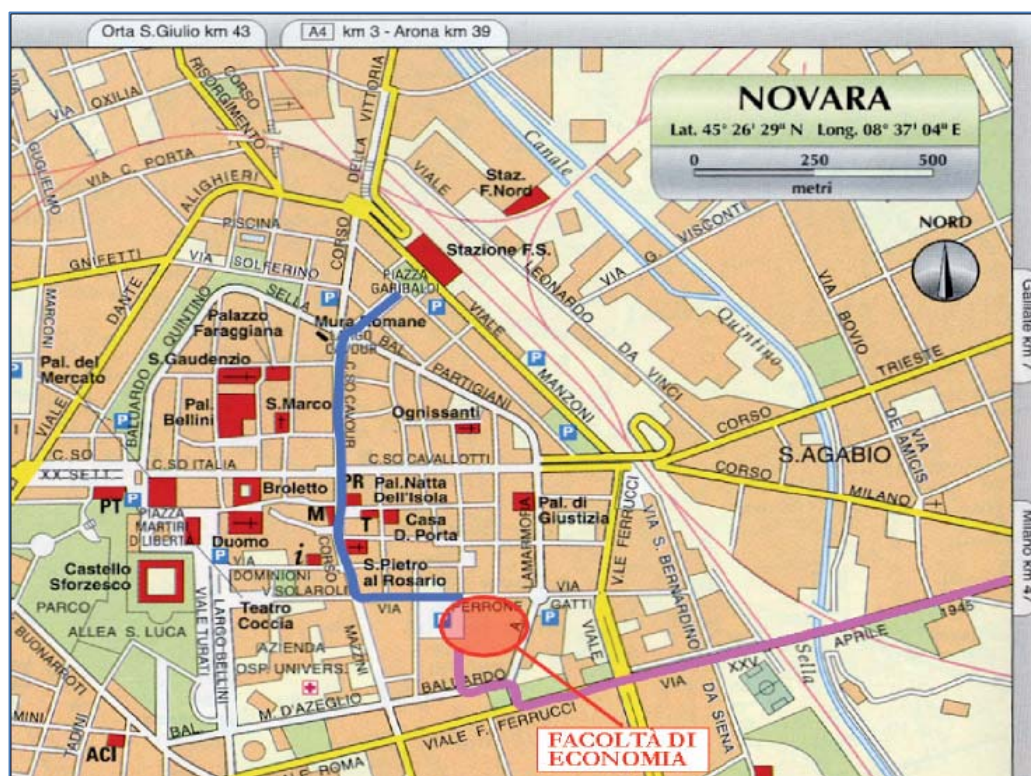 Orta S.Giulio km 43
A4 km 3 - Arona km 39
NOVARA
Lat. 45° 26' 29" N Long. 08° 37' 04" E
0 250 500
metri
NORD
VIA OXILIA
CORSO
RISORGIMENTO
CORSO
DELLA
VITTORIA
GUGLIELMO
MARCONI
VIA C. PORTA
ALIGHIERI
DANTE
VIALE
GNIFETTI
PISCINA
VIA SOLFERINO
BALUARDO QUINTINO
SELLA
VIALE
LEONARDO
DA VINCI
Staz.
F.Nord
Stazione F.S.
Canale
Quintino
Sella
VIA G.
VISCONTI
VIA
BOVIO
PIAZZA
GARIBALDI
Mura Romane
LARGO
CAVOUR
BAL.
PARTIGIANI
VIALE
MANZONI
Palazzo
Faraggiana
S.Gaudenzio
Pal. del
Mercato
Pal.
Bellini
S.Marco
C.SO CAVOUR
Ognissanti
CORSO
TRIESTE
S.AGABIO
CORSO
MILANO
VIA
DE AMICIS
Galliate km 7
Milano km 47
C.SO
XX SETT.
C.SO ITALIA
C.SO CAVALLOTTI
PT
Broletto
PR
Pal.Natta
Dell'Isola
M
T
Casa
D. Porta
Pal. di
Giustizia
PIAZZA
MARTIRI
D.LIBERTÀ
Duomo
i
CORSO
MAZZINI
S.Pietro
al Rosario
LAMARMORA
A.
V.LE FERRUCCI
VIA S. BERNARDINO
DA SIENA
Castello
Sforzesco
VIA
DOMINIONI
V.SOLAROLI
VIA
FERRONE
VIA
GATTI
VIALE
PARCO
ALLEA S. LUCA
VIALE TURATI
LARGO BELLINI
Teatro
Coccia
AZIENDA
OSP. UNIVERS.
BUONARROTI
TADINI
ACI
BAL.
M. D'AZEGLIO
BALUARDO
VIALE F. FERRUCCI
VIALE ROMA
VIA
XXV
APRILE
1945
FACOLTÀ DI
ECONOMIA